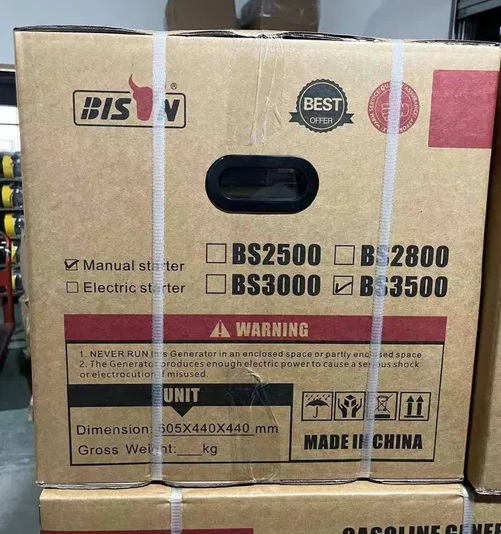 BISON
®
BEST
OFFER
Manual starter
Electric starter
BS2500
BS2800
BS3000
BS3500
WARNING
1. NEVER RUN this Generator in an enclosed space or partly enclosed space
2. The Generator produces enough electric power to cause a serious shock
or electrocution if misused.
UNIT
Dimension: 605X440X440 mm
Gross Weight:___kg
MADE IN CHINA
GASOLINE